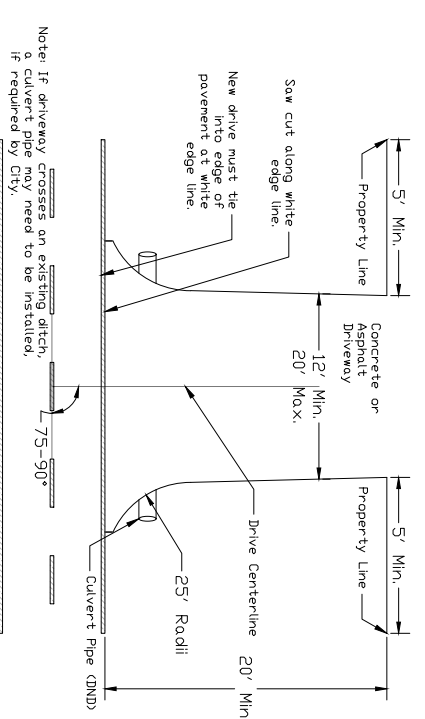 5' Min.
Property Line
Concrete or
Asphalt
Driveway
5' Min.
Property Line
12' Min.
20' Max.
Saw cut along white
edge line.
New drive must tie
into edge of
pavement at white
edge line.
Drive Centerline
20' Min
25' Radii
Culvert Pipe (IND)
75-90°
Note: If driveway crosses an existing ditch,
a culvert pipe may need to be installed,
if required by City.